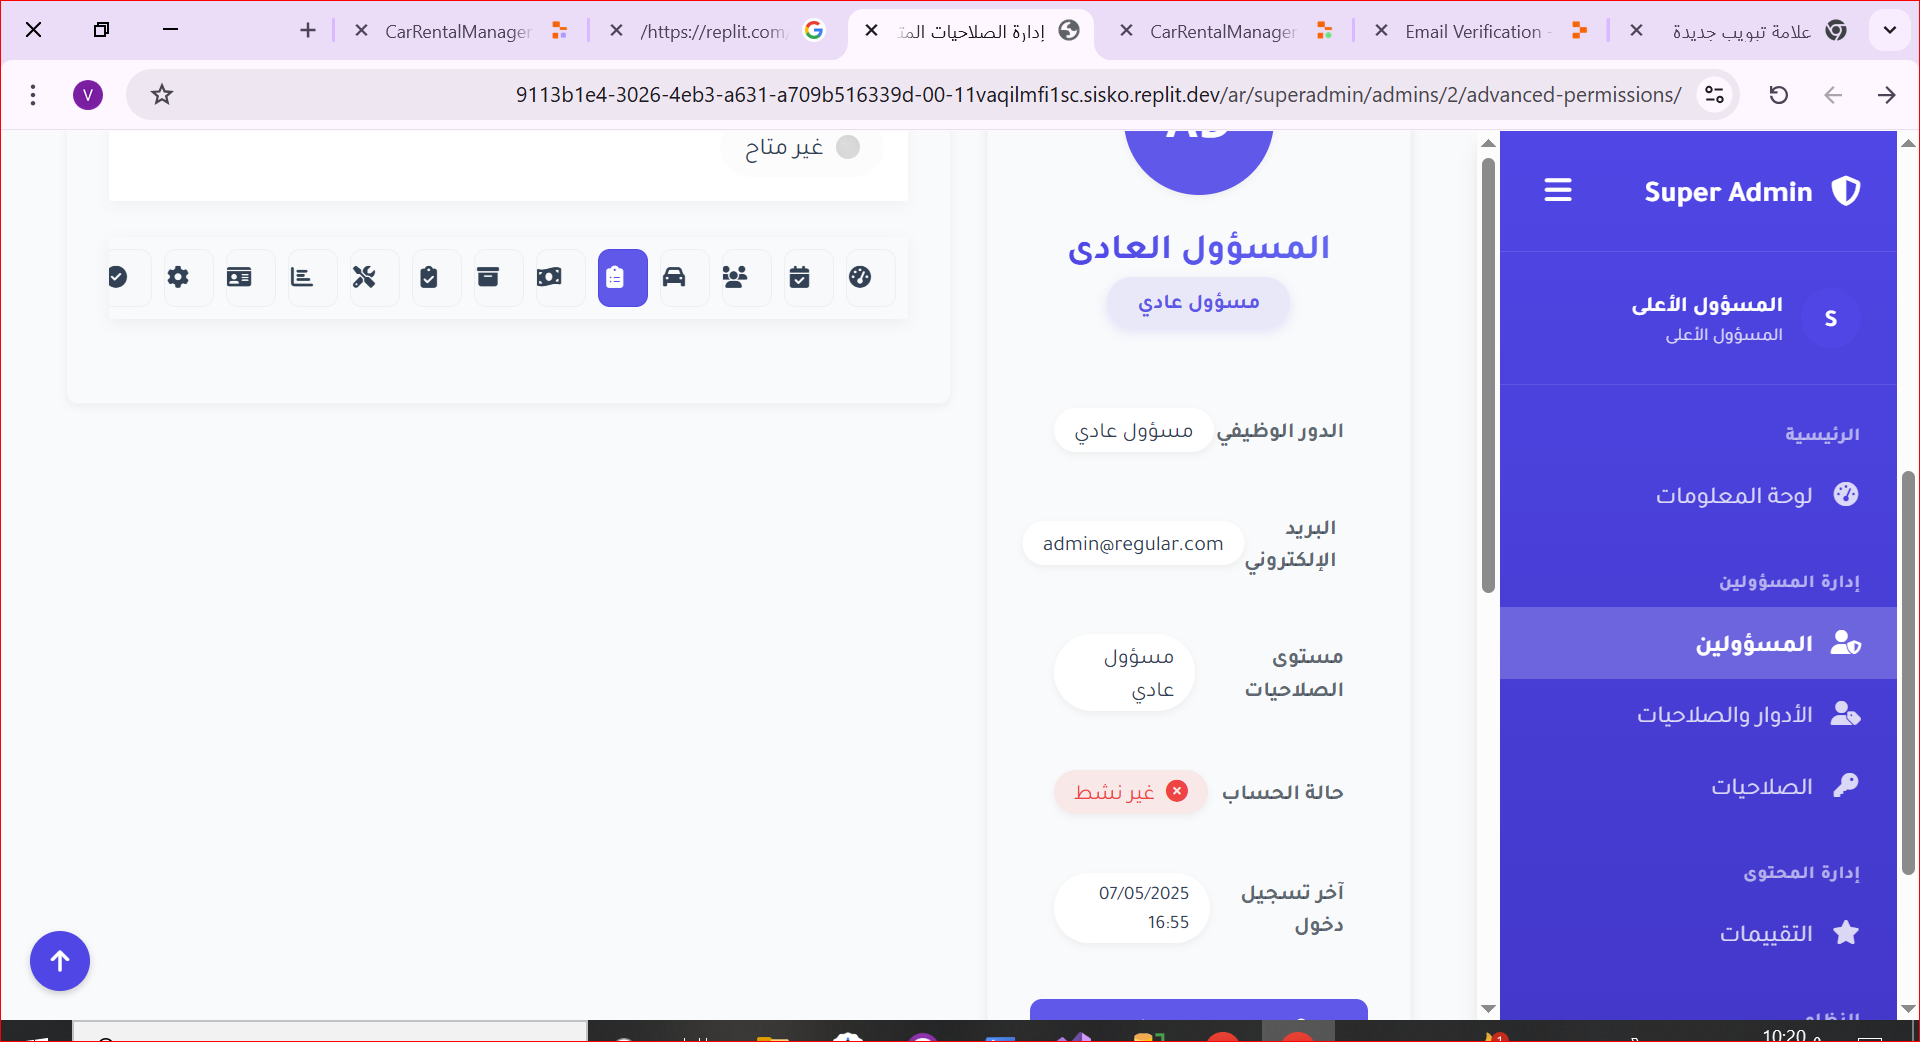 علامة تبويب جديدة
Email Verification -
CarRentalManager
إدارة الصلاحيات المت
https://replit.com/
CarRentalManager
9113b1e4-3026-4eb3-a631-a709b516339d-00-11vaqilmfi1sc.sisko.replit.dev/ar/superadmin/admins/2/advanced-permissions/
V
Super Admin
S
المسؤول الأعلى
المسؤول الأعلى
الرئيسية
لوحة المعلومات
إدارة المسؤولين
المسؤولين
الأدوار والصلاحيات
الصلاحيات
إدارة المحتوى
التقييمات
المسؤول العادى
مسؤول عادي
الدور الوظيفي
مسؤول عادي
البريد
الإلكتروني
admin@regular.com
مستوى
الصلاحيات
مسؤول
عادي
حالة الحساب
غير نشط
آخر تسجيل
دخول
07/05/2025
16:55
غير متاح
1
10:20